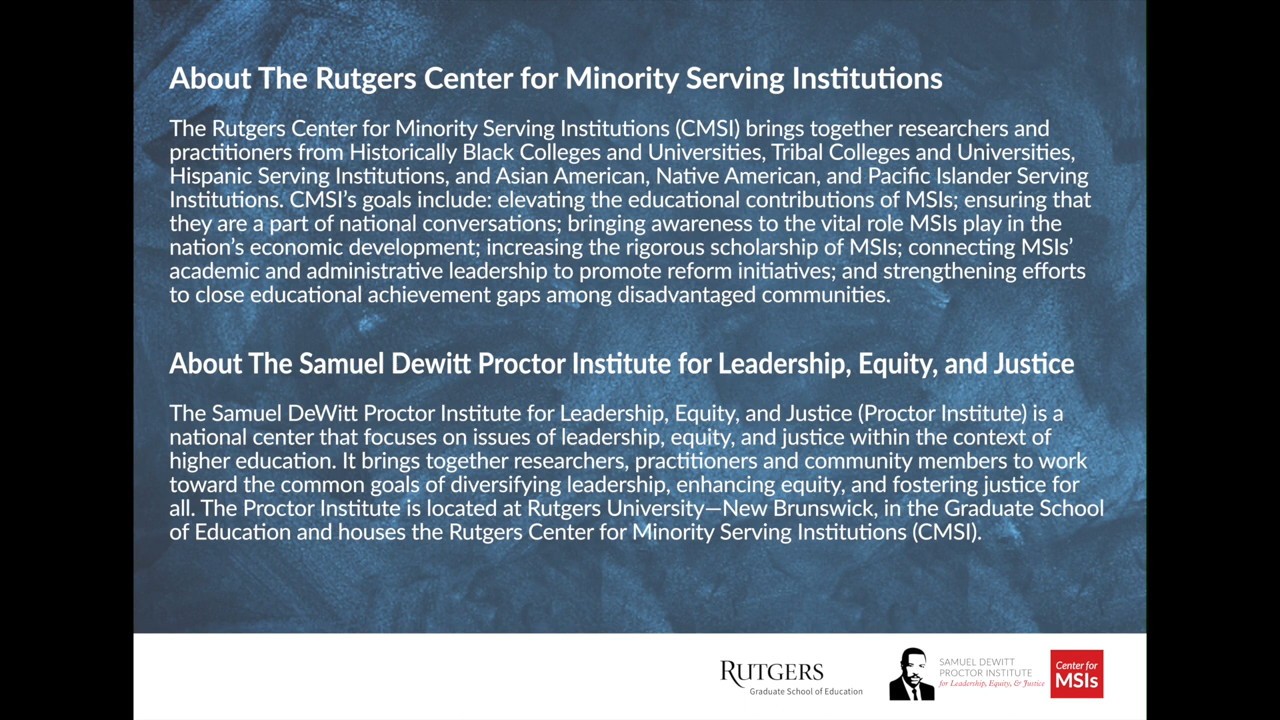 About The Rutgers Center for Minority Serving Institutions
The Rutgers Center for Minority Serving Institutions (CMSI) brings together researchers and
practitioners from Historically Black Colleges and Universities, Tribal Colleges and Universities,
Hispanic Serving Institutions, and Asian American, Native American, and Pacific Islander Serving
Institutions. CMSI’s goals include: elevating the educational contributions of MSIs; ensuring that
they are a part of national conversations; bringing awareness to the vital role MSIs play in the
nation’s economic development; increasing the rigorous scholarship of MSIs; connecting MSIs’
academic and administrative leadership to promote reform initiatives; and strengthening efforts
to close educational achievement gaps among disadvantaged communities.
About The Samuel Dewitt Proctor Institute for Leadership, Equity, and Justice
The Samuel DeWitt Proctor Institute for Leadership, Equity, and Justice (Proctor Institute) is a
national center that focuses on issues of leadership, equity, and justice within the context of
higher education. It brings together researchers, practitioners and community members to work
toward the common goals of diversifying leadership, enhancing equity, and fostering justice for
all. The Proctor Institute is located at Rutgers University—New Brunswick, in the Graduate School
of Education and houses the Rutgers Center for Minority Serving Institutions (CMSI).
RUTGERS
Graduate School of Education
SAMUEL DEWITT
PROCTOR INSTITUTE
for Leadership, Equity, & Justice
Center for
MSIs